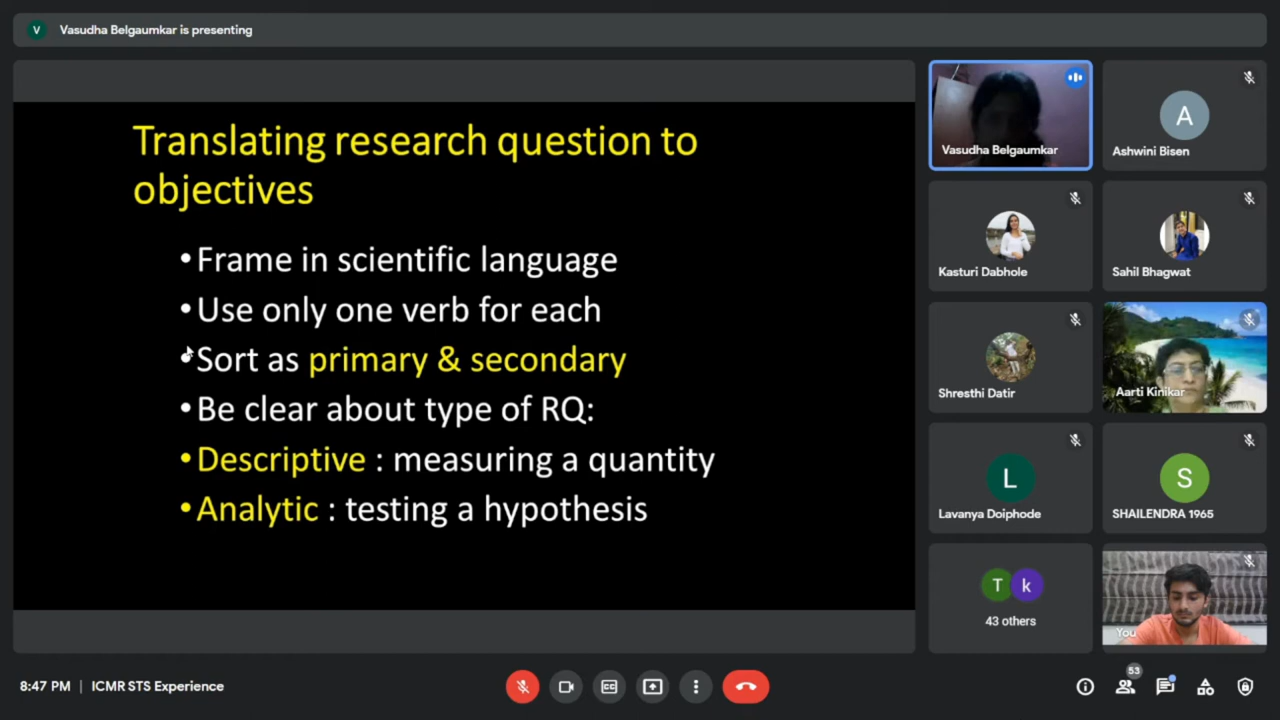 V Vasudha Belgaumkar is presenting
Translating research question to
objectives
•Frame in scientific language
•Use only one verb for each
•Sort as primary & secondary
•Be clear about type of RQ:
•Descriptive : measuring a quantity
•Analytic : testing a hypothesis
Vasudha Belgaumkar
A
Ashwini Bisen
Kasturi Dabhole
Sahil Bhagwat
Shresthi Datir
Aarti Kinikar
L
Lavanya Doiphode
S
SHAILENDRA 1965
T k
43 others
You
8:47 PM | ICMR STS Experience
CC
53